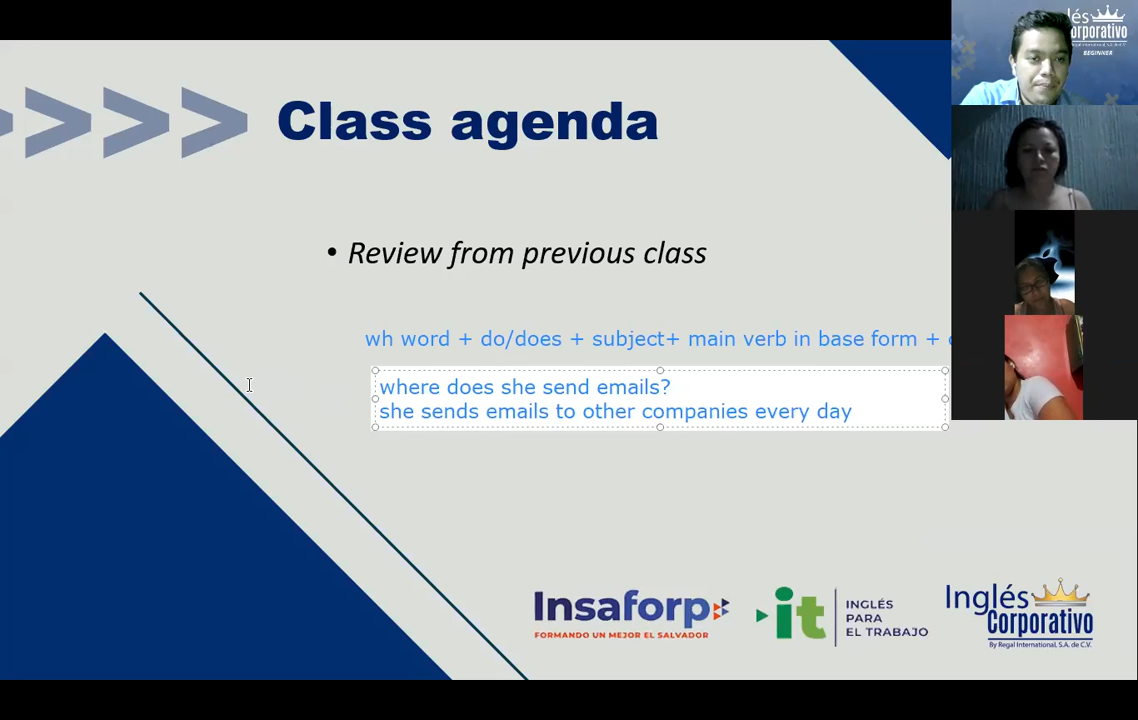 >>>>
Class agenda
• Review from previous class
wh word + do/does + subject+ main verb in base form +
where does she send emails?
she sends emails to other companies every day
Insaforp
FORMANDO UN MEJOR EL SALVADOR
it
INGLÉS
PARA
EL TRABAJO
Inglés
Corporativo
By Regal International, S.A. de C.V.
BEGINNER